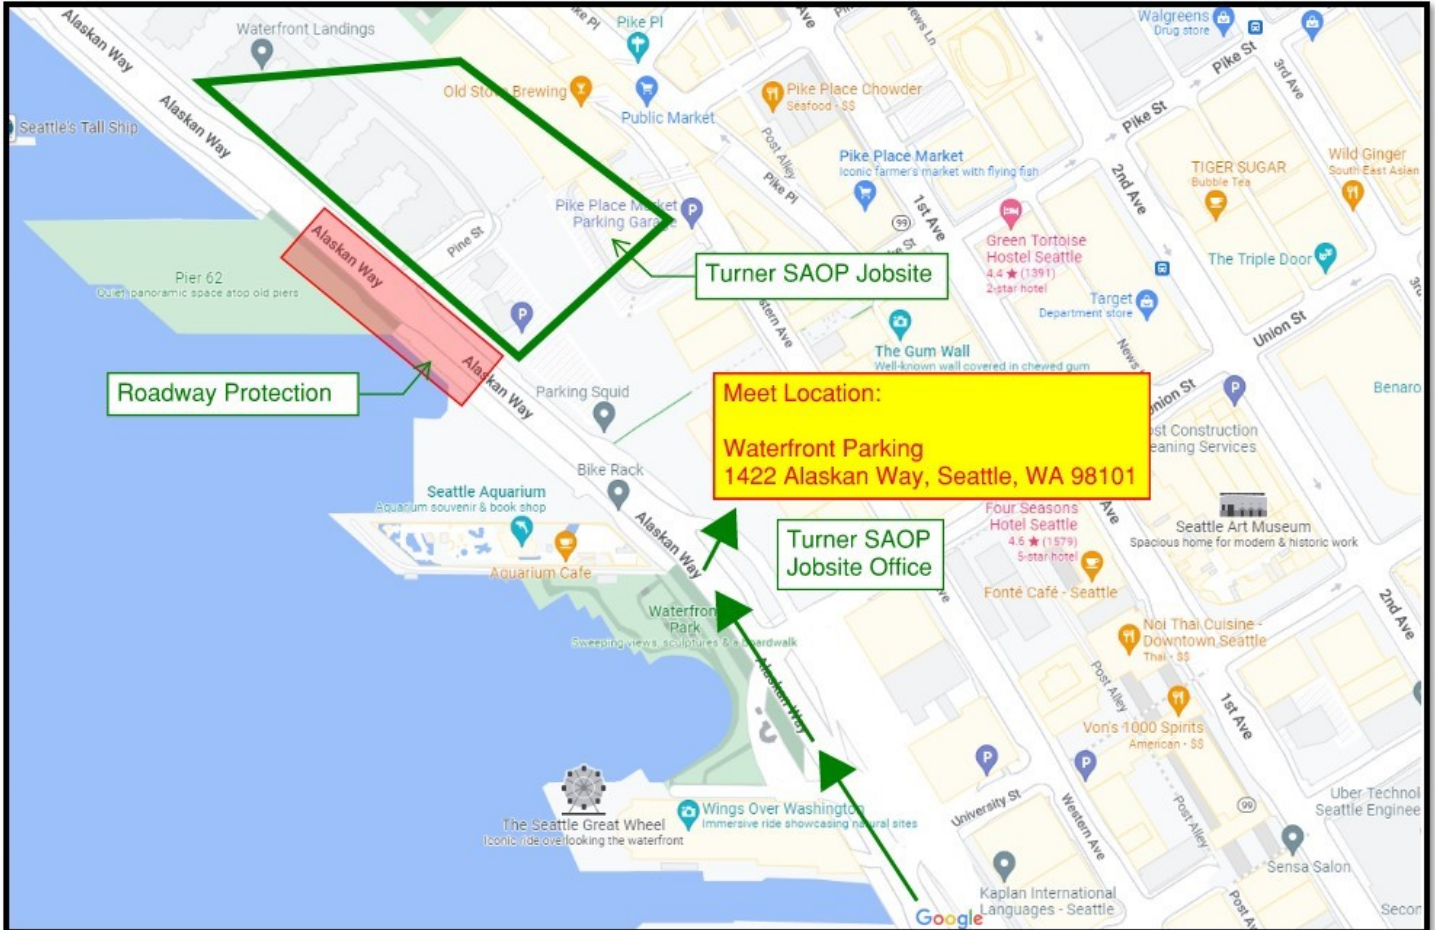 Alaskan Way
Waterfront Landings
Pike Pl
Walgreens
Drug store
Pike St
3rd Ave
Alaskan Way
Seattle's Tall Ship
Old Stove Brewing
Public Market
Pike Place Chowder
Seafood · $$
Post Alley
Pike St
Pike Place Market
Iconic farmer's market with flying fish
Pike Pl
2nd Ave
TIGER SUGAR
Bubble Tea
Wild Ginger
South East Asian
Pike Place Market
Parking Garage
1st Ave
99
Green Tortoise
Hostel Seattle
4.4 ★ (1391)
2-star hotel
The Triple Door
Alaskan Way
Pine St
Pier 62
Quiet, panoramic space atop old piers
Turner SAOP Jobsite
Target
Department store
Union St
The Gum Wall
Well-known wall covered in chewed gum
Roadway Protection
Alaskan Way
Parking Squid
Meet Location:
Waterfront Parking
1422 Alaskan Way, Seattle, WA 98101
Union St
Bike Rack
Seattle Aquarium
Aquarium souvenir & book shop
Alaskan Way
Aquarium Cafe
Turner SAOP
Jobsite Office
Four Seasons
Hotel Seattle
4.6 ★ (1579)
5-star hotel
Seattle Art Museum
Spacious home for modern & historic work
Fonté Café - Seattle
2nd Ave
Waterfront
Park
Sweeping views, sculptures & a boardwalk
Noi Thai Cuisine -
Downtown Seattle
Thai · $$
Alaskan Way
Post Alley
1st Ave
Von's 1000 Spirits
American · $$
The Seattle Great Wheel
Iconic ride overlooking the waterfront
Wings Over Washington
Immersive ride showcasing natural sites
University St
Western Ave
Post Alley
99
Uber Technol
Seattle Enginee
Sensa Salon
Kaplan International
Languages - Seattle
Google